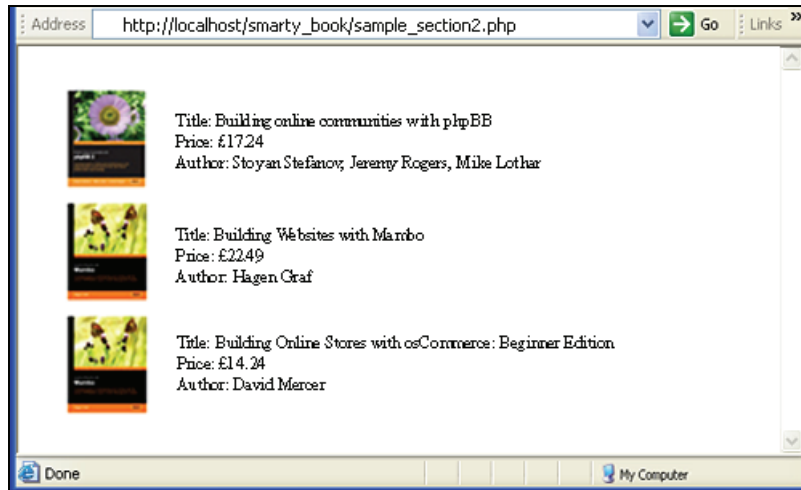 Address http://localhost/smarty_book/sample_section2.php Go Links »
Title: Building online communities with phpBB
Price: £17.24
Author: Stoyan Stefanov, Jeremy Rogers, Mike Lothar
Title: Building Websites with Mambo
Price: £22.49
Author: Hagen Graf
Title: Building Online Stores with osCommerce: Beginner Edition
Price: £14.24
Author: David Mercer
Done My Computer